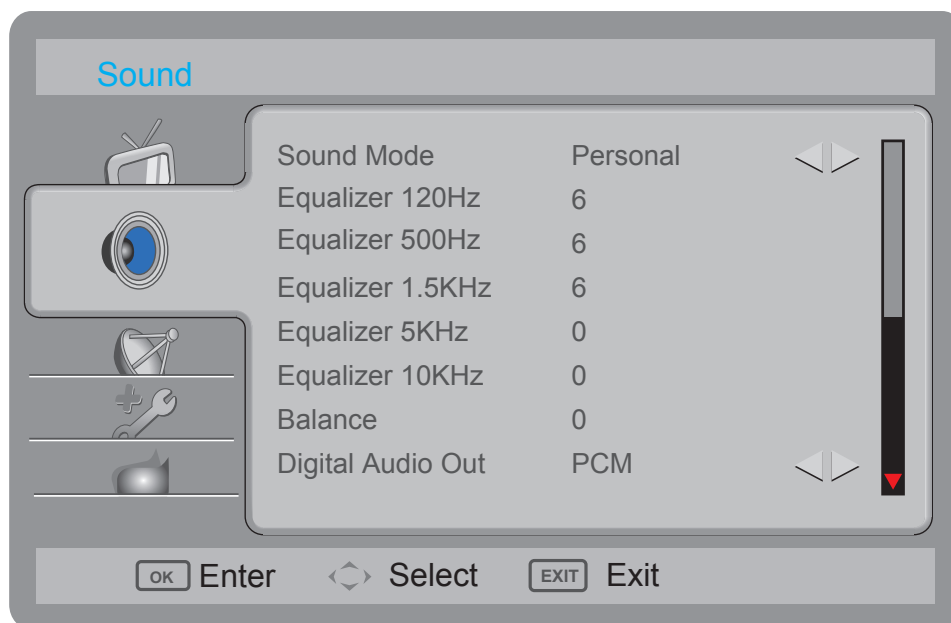 Sound
Sound Mode Personal
Equalizer 120Hz 6
Equalizer 500Hz 6
Equalizer 1.5KHz 6
Equalizer 5KHz 0
Equalizer 10KHz 0
Balance 0
Digital Audio Out PCM
OK Enter Select EXIT Exit